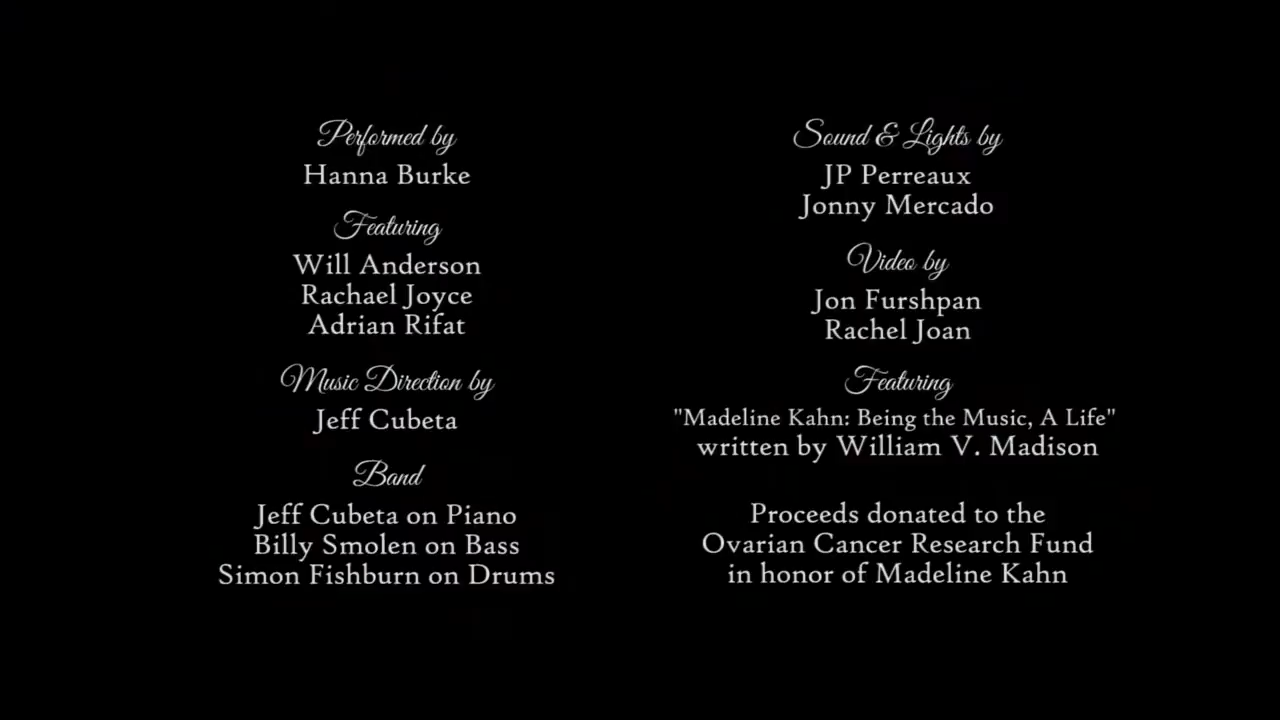 Performed by
Hanna Burke
Featuring
Will Anderson
Rachael Joyce
Adrian Rifat
Music Direction by
Jeff Cubeta
Band
Jeff Cubeta on Piano
Billy Smolen on Bass
Simon Fishburn on Drums
Sound & Lights by
JP Perreaux
Jonny Mercado
Video by
Jon Furshpan
Rachel Joan
Featuring
"Madeline Kahn: Being the Music, A Life"
written by William V. Madison
Proceeds donated to the
Ovarian Cancer Research Fund
in honor of Madeline Kahn